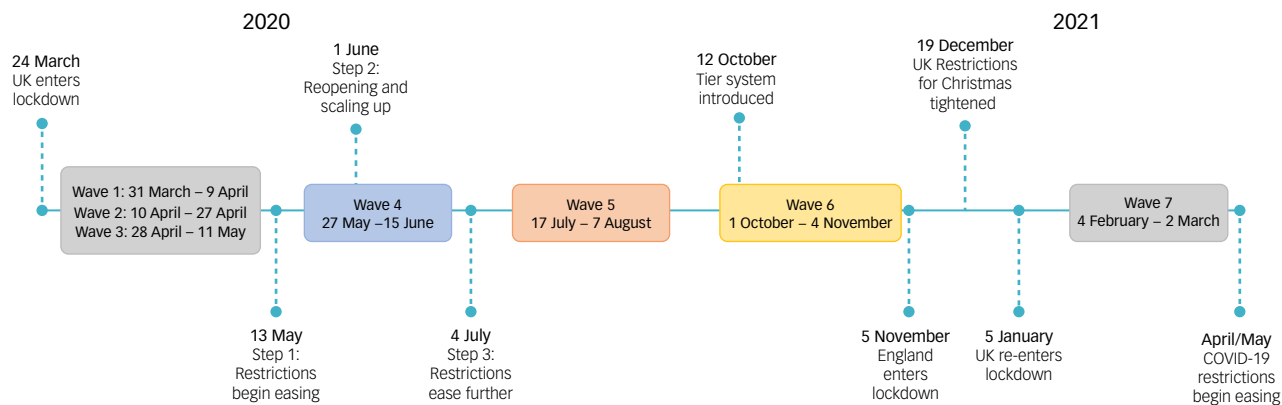 2020
2021
24 March
UK enters
lockdown
1 June
Step 2:
Reopening and
scaling up
12 October
Tier system
introduced
19 December
UK Restrictions
for Christmas
tightened
Wave 1: 31 March – 9 April
Wave 2: 10 April – 27 April
Wave 3: 28 April – 11 May
Wave 4
27 May –15 June
Wave 5
17 July – 7 August
Wave 6
1 October – 4 November
Wave 7
4 February – 2 March
13 May
Step 1:
Restrictions
begin easing
4 July
Step 3:
Restrictions
ease further
5 November
England
enters
lockdown
5 January
UK re-enters
lockdown
April/May
COVID-19
restrictions
begin easing